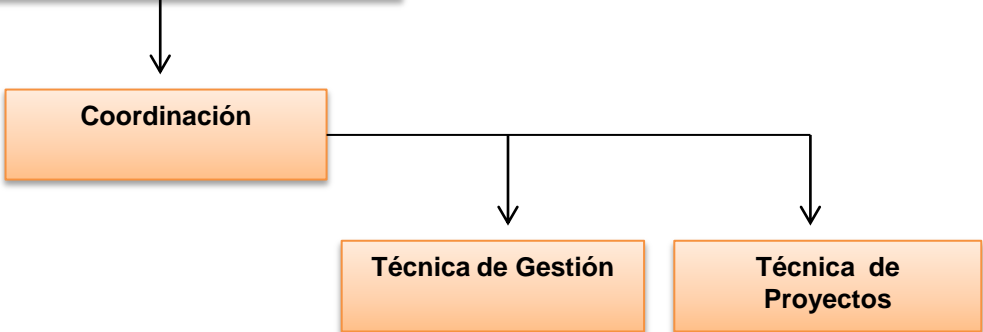 Coordinación
Técnica de Gestión
Técnica de
Proyectos